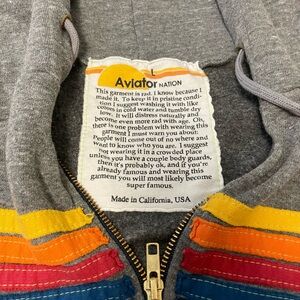 L
Aviator NATION
This garment is rad. I know because I
made it. To keep it in pristine condi-
tion I suggest washing it with like
colors in cold water and tumble dry
low. It will distress naturally and
become even more rad with age. Oh,
there is one problem with wearing this
garment I must warn you about:
People will come out of no where and
want to know who you are. I suggest
not wearing it in a crowded place
unless you have a couple body guards,
then it's probably ok, and if you're
already famous and wearing this
garment you will most likely become
super famous.
Made in California, USA